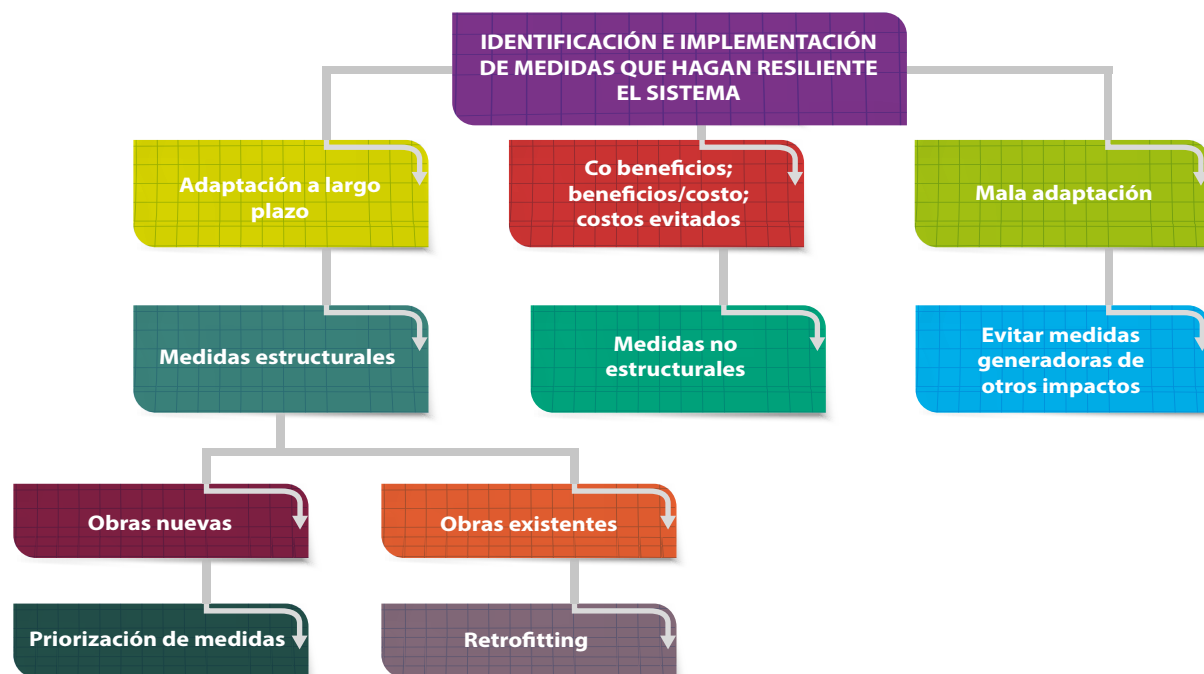 IDENTIFICACIÓN E IMPLEMENTACIÓN
DE MEDIDAS QUE HAGAN RESILIENTE
EL SISTEMA
Adaptación a largo
plazo
Co beneficios;
beneficios/costo;
costos evitados
Mala adaptación
Medidas estructurales
Medidas no
estructurales
Evitar medidas
generadoras de
otros impactos
Obras nuevas
Obras existentes
Priorización de medidas
Retrofitting